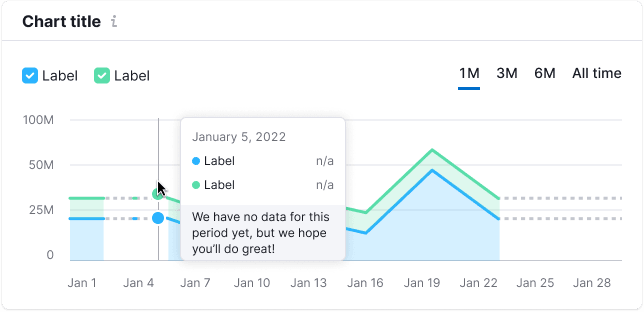 Chart title
Label Label 1M 3M 6M All time
100M
50M
25M
0
January 5, 2022
Label n/a
Label n/a
We have no data for this
period yet, but we hope
you'll do great!
Jan 1 Jan 4 Jan 7 Jan 10 Jan 13 Jan 16 Jan 19 Jan 22 Jan 25 Jan 28